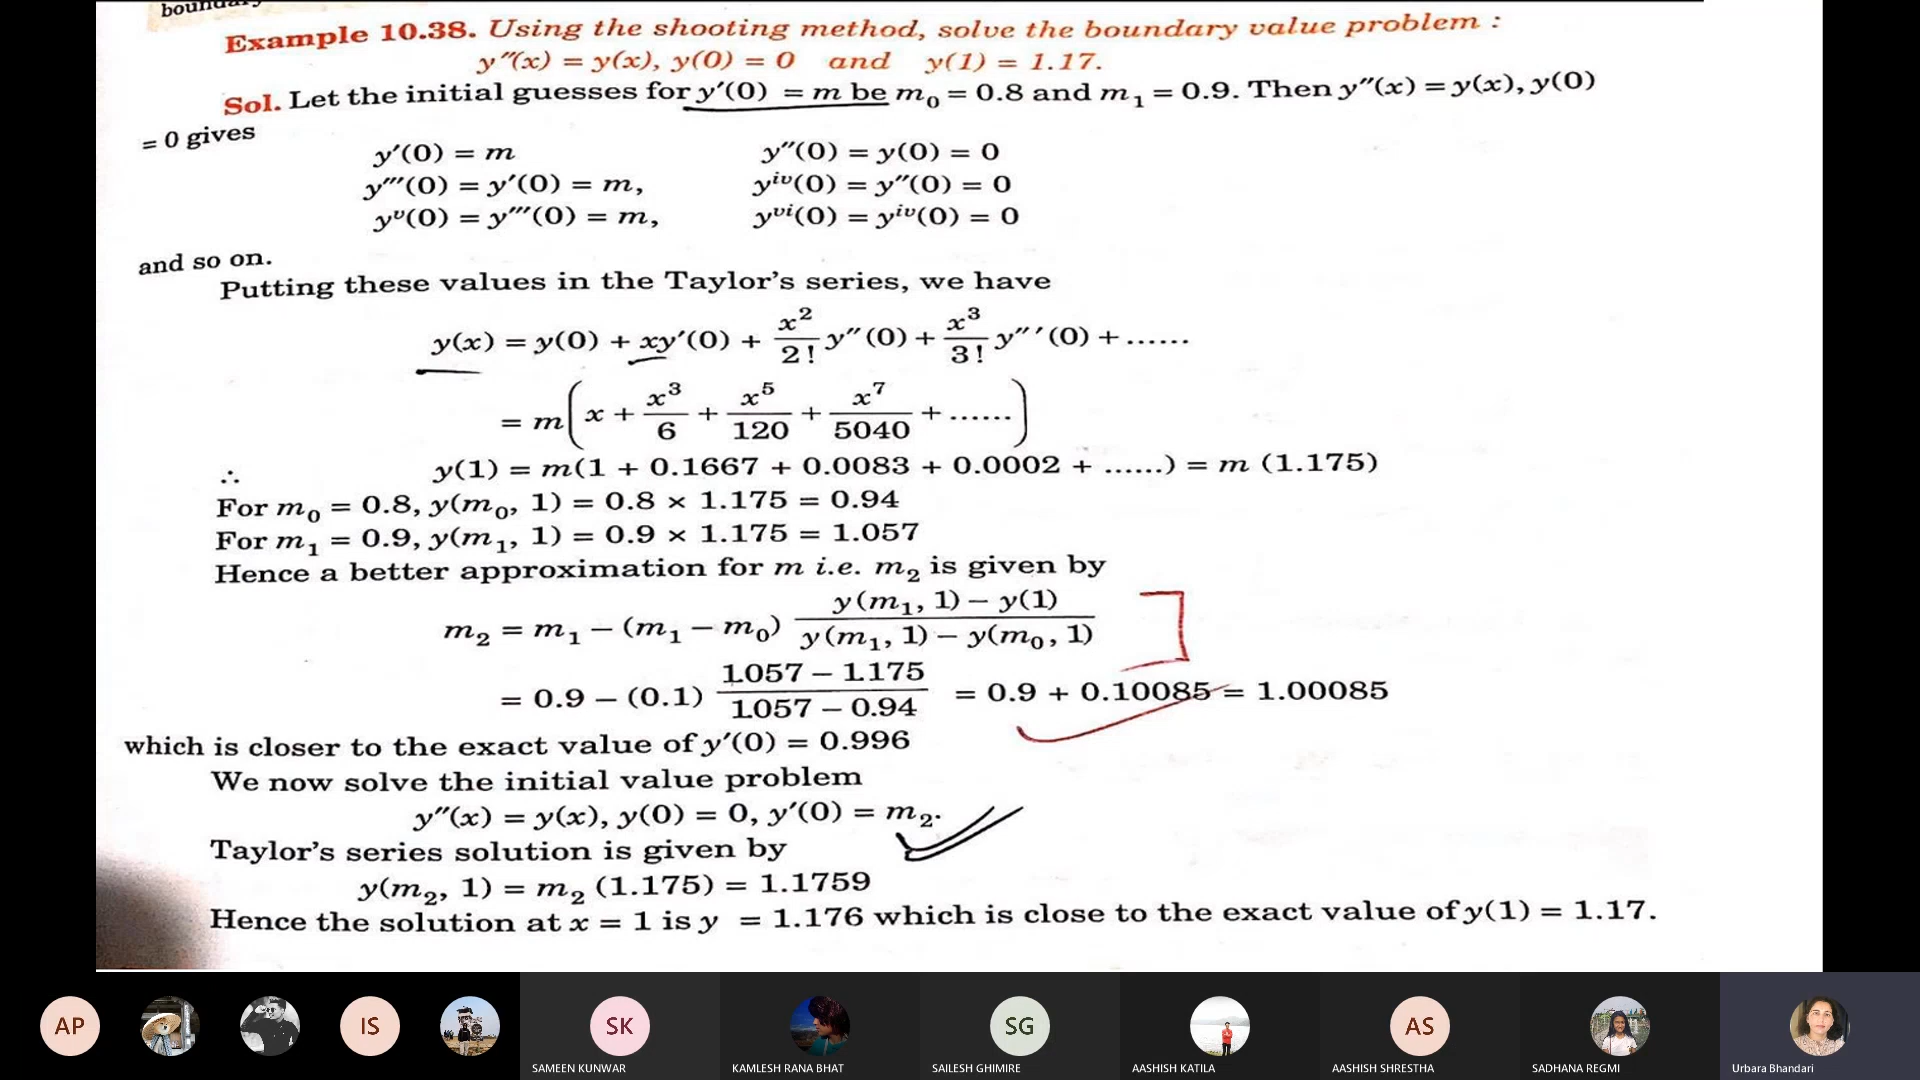 Example 10.38. Using the shooting method, solve the boundary value problem :
y″(x) = y(x), y(0) = 0 and y(1) = 1.17.
Sol. Let the initial guesses for y′(0) = m be m₀ = 0.8 and m₁ = 0.9. Then y″(x) = y(x), y(0)
= 0 gives
y′(0) = m y″(0) = y(0) = 0
y‴(0) = y′(0) = m, yⁱᵛ(0) = y″(0) = 0
yᵛ(0) = y‴(0) = m, yᵛⁱ(0) = yⁱᵛ(0) = 0
and so on.
Putting these values in the Taylor's series, we have
y(x) = y(0) + xy′(0) + x²/2! y″(0) + x³/3! y‴(0) + ......
= m(x + x³/6 + x⁵/120 + x⁷/5040 + ......)
∴ y(1) = m(1 + 0.1667 + 0.0083 + 0.0002 + ......) = m (1.175)
For m₀ = 0.8, y(m₀, 1) = 0.8 × 1.175 = 0.94
For m₁ = 0.9, y(m₁, 1) = 0.9 × 1.175 = 1.057
Hence a better approximation for m i.e. m₂ is given by
m₂ = m₁ – (m₁ – m₀) y(m₁, 1) – y(1) / y(m₁, 1) – y(m₀, 1)
= 0.9 – (0.1) 1.057 – 1.175 / 1.057 – 0.94 = 0.9 + 0.10085 = 1.00085
which is closer to the exact value of y′(0) = 0.996
We now solve the initial value problem
y″(x) = y(x), y(0) = 0, y′(0) = m₂.
Taylor's series solution is given by
y(m₂, 1) = m₂ (1.175) = 1.1759
Hence the solution at x = 1 is y = 1.176 which is close to the exact value of y(1) = 1.17.
AP IS SK SG AS
SAMEEN KUNWAR KAMLESH RANA BHAT SAILESH GHIMIRE AASHISH KATILA AASHISH SHRESTHA SADHANA REGMI Urbara Bhandari